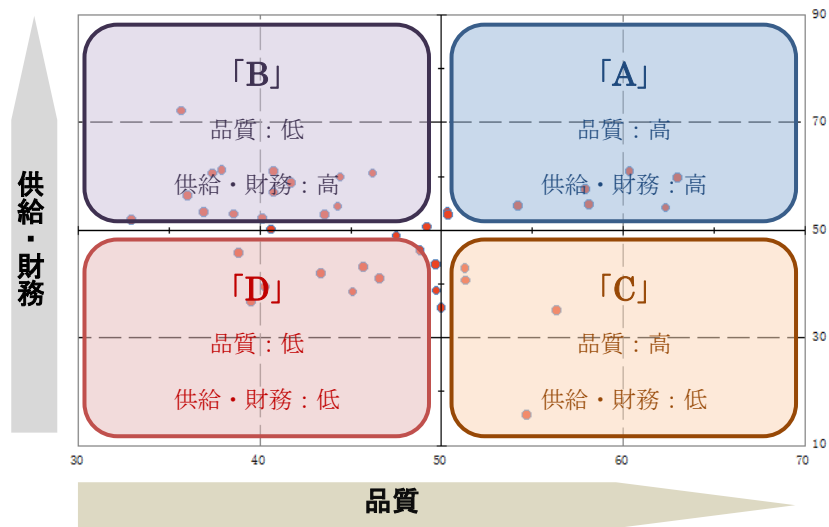 供給・財務
「B」
品質：低
供給・財務：高
「A」
品質：高
供給・財務：高
「D」
品質：低
供給・財務：低
「C」
品質：高
供給・財務：低
90
70
50
30
10
30
40
50
60
70
品質